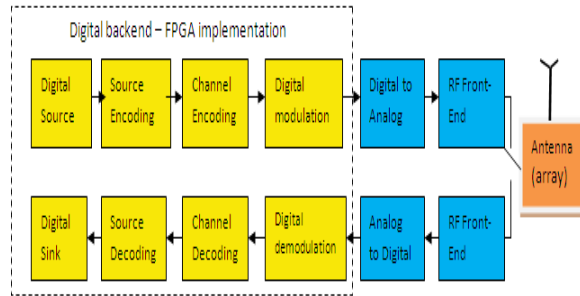 Digital backend – FPGA implementation
Digital
Source
Source
Encoding
Channel
Encoding
Digital
modulation
Digital to
Analog
RF Front-
End
Antenna
(array)
Digital
Sink
Source
Decoding
Channel
Decoding
Digital
demodulation
Analog
to Digital
RF Front-
End